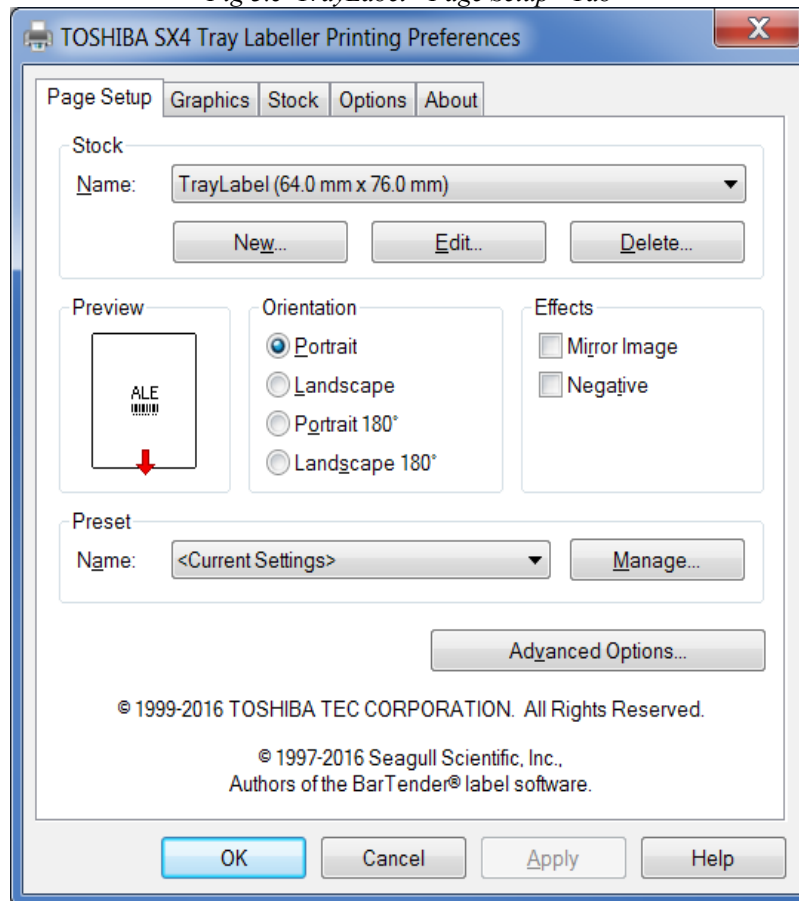 TOSHIBA SX4 Tray Labeller Printing Preferences
X
Page Setup Graphics Stock Options About
Stock
Name: TrayLabel (64.0 mm x 76.0 mm)
New... Edit... Delete...
Preview Orientation Effects
Portrait Mirror Image
ALE Landscape Negative
Portrait 180°
Landscape 180°
Preset
Name: <Current Settings> Manage...
Advanced Options...
© 1999-2016 TOSHIBA TEC CORPORATION. All Rights Reserved.
© 1997-2016 Seagull Scientific, Inc.,
Authors of the BarTender® label software.
OK Cancel Apply Help